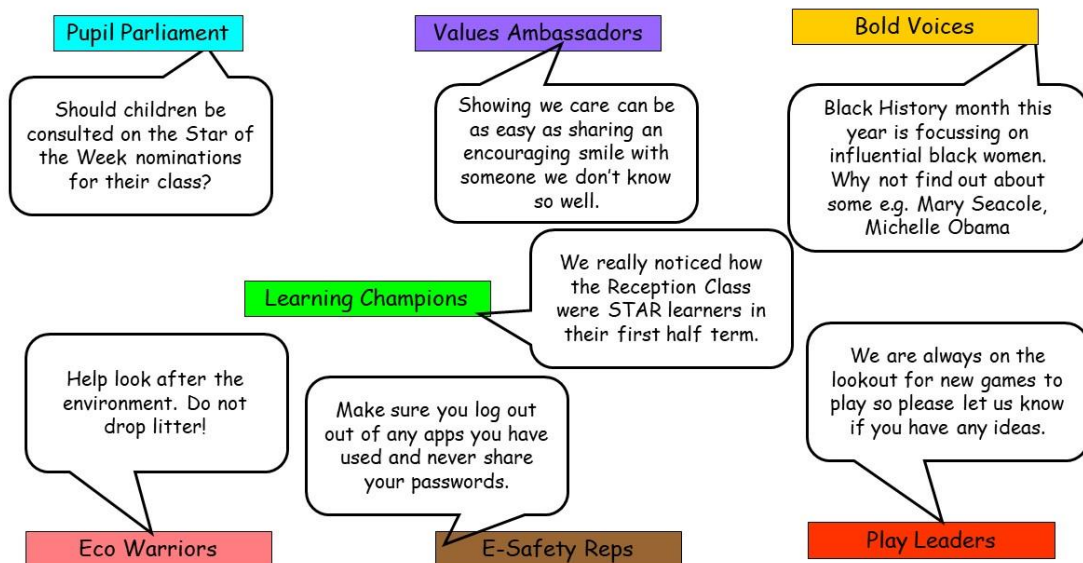 Pupil Parliament
Should children be
consulted on the Star of
the Week nominations
for their class?
Values Ambassadors
Showing we care can be
as easy as sharing an
encouraging smile with
someone we don't know
so well.
Bold Voices
Black History month this
year is focussing on
influential black women.
Why not find out about
some e.g. Mary Seacole,
Michelle Obama
Learning Champions
We really noticed how
the Reception Class
were STAR learners in
their first half term.
Help look after the
environment. Do not
drop litter!
Eco Warriors
Make sure you log out
out of any apps you have
used and never share
your passwords.
E-Safety Reps
We are always on the
lookout for new games to
play so please let us know
if you have any ideas.
Play Leaders